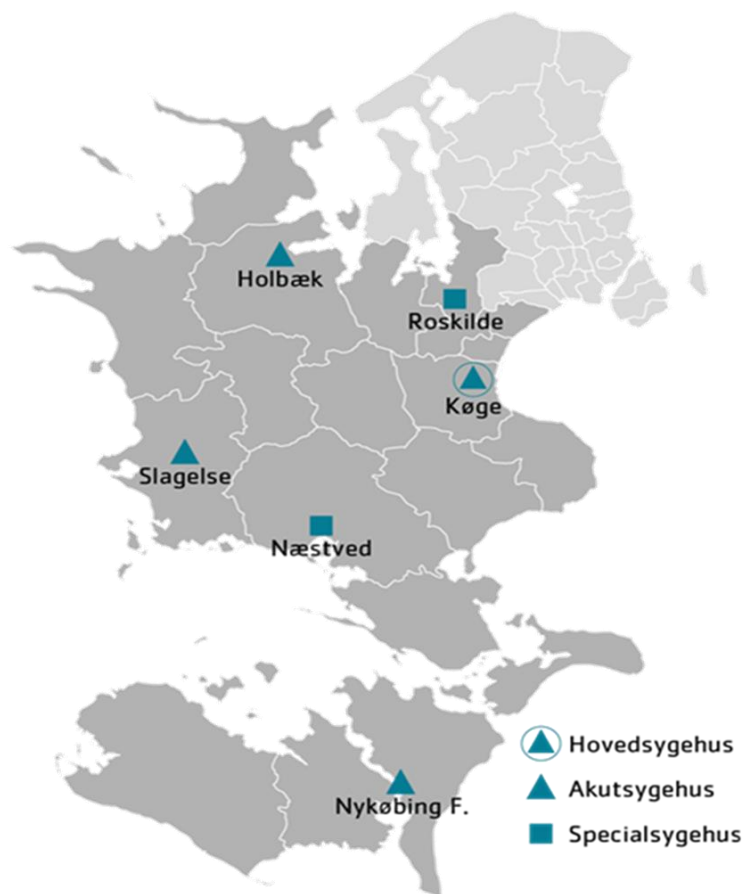 Holbæk
Roskilde
Køge
Slagelse
Næstved
Nykøbing F.
Hovedsygehus
Akutsygehus
Specialsygehus